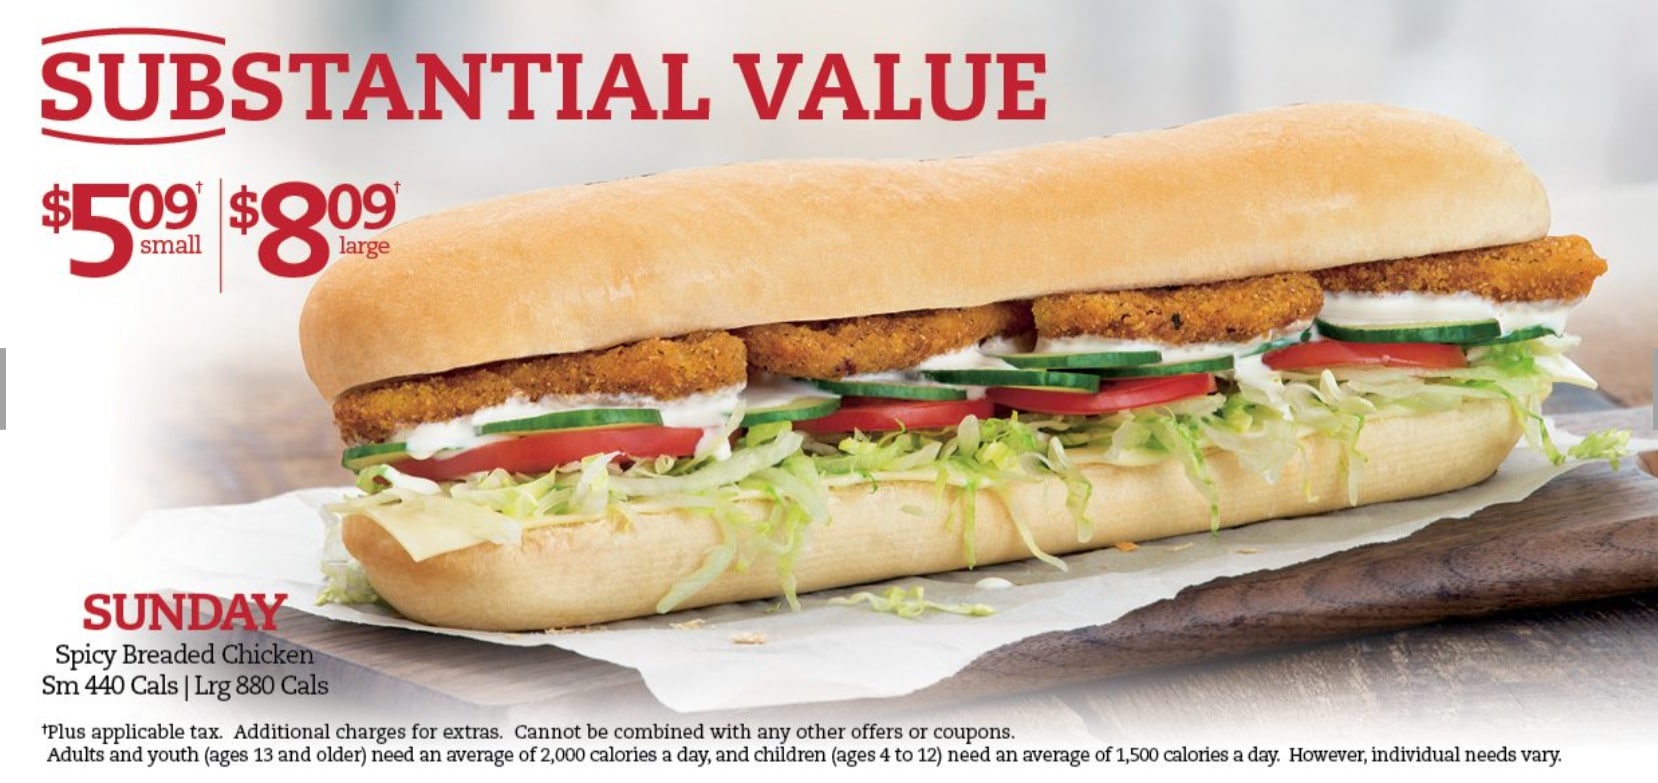 SUBSTANTIAL VALUE
$5 09† small | $8 09† large
SUNDAY
Spicy Breaded Chicken
Sm 440 Cals | Lrg 880 Cals
†Plus applicable tax. Additional charges for extras. Cannot be combined with any other offers or coupons.
Adults and youth (ages 13 and older) need an average of 2,000 calories a day, and children (ages 4 to 12) need an average of 1,500 calories a day. However, individual needs vary.